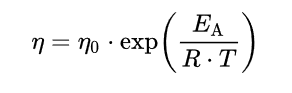 η = η₀ · exp(E_A / (R · T))